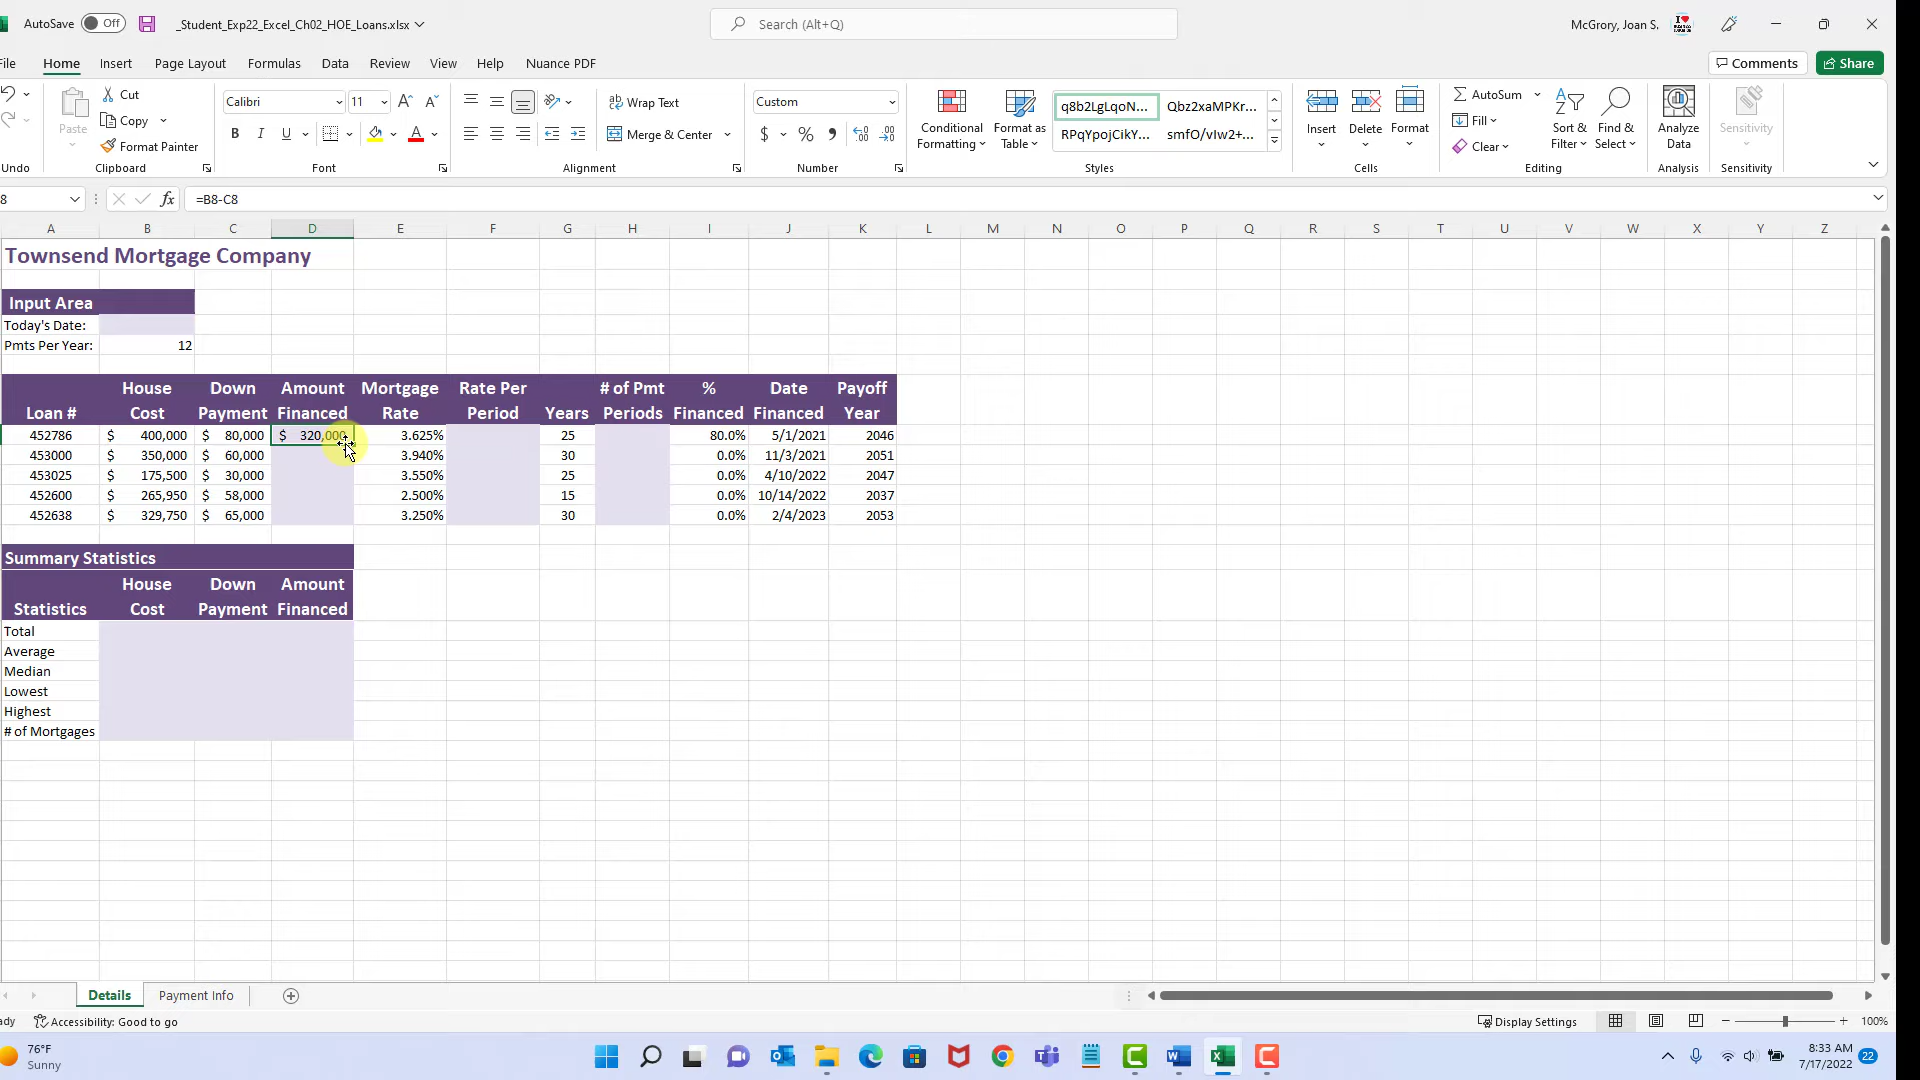 AutoSave Off _Student_Exp22_Excel_Ch02_HOE_Loans.xlsx Search (Alt+Q) McGrory, Joan S.
File Home Insert Page Layout Formulas Data Review View Help Nuance PDF Comments Share
Cut
Copy
Format Painter
Paste
Calibri 11
B I U
Wrap Text
Merge & Center
Custom
$ % 9
Conditional Formatting
Format as Table
q8b2LgLqoN... Qbz2xaMPKr...
RPqYpojCikY... smfO/vIw2+...
Insert Delete Format
AutoSum
Fill
Clear
Sort & Filter
Find & Select
Analyze Data
Sensitivity
Undo Clipboard Font Alignment Number Styles Cells Editing Analysis Sensitivity
8 fx =B8-C8
A B C D E F G H I J K L M N O P Q R S T U V W X Y Z
Townsend Mortgage Company
Input Area
Today's Date:
Pmts Per Year: 12
House Down Amount Mortgage Rate Per # of Pmt % Date Payoff
Loan # Cost Payment Financed Rate Period Years Periods Financed Financed Year
452786 $ 400,000 $ 80,000 $ 320,000 3.625% 25 80.0% 5/1/2021 2046
453000 $ 350,000 $ 60,000 3.940% 30 0.0% 11/3/2021 2051
453025 $ 175,500 $ 30,000 3.550% 25 0.0% 4/10/2022 2047
452600 $ 265,950 $ 58,000 2.500% 15 0.0% 10/14/2022 2037
452638 $ 329,750 $ 65,000 3.250% 30 0.0% 2/4/2023 2053
Summary Statistics
House Down Amount
Statistics Cost Payment Financed
Total
Average
Median
Lowest
Highest
# of Mortgages
Details Payment Info
ady Accessibility: Good to go Display Settings 100%
76°F
Sunny
8:33 AM
7/17/2022 22